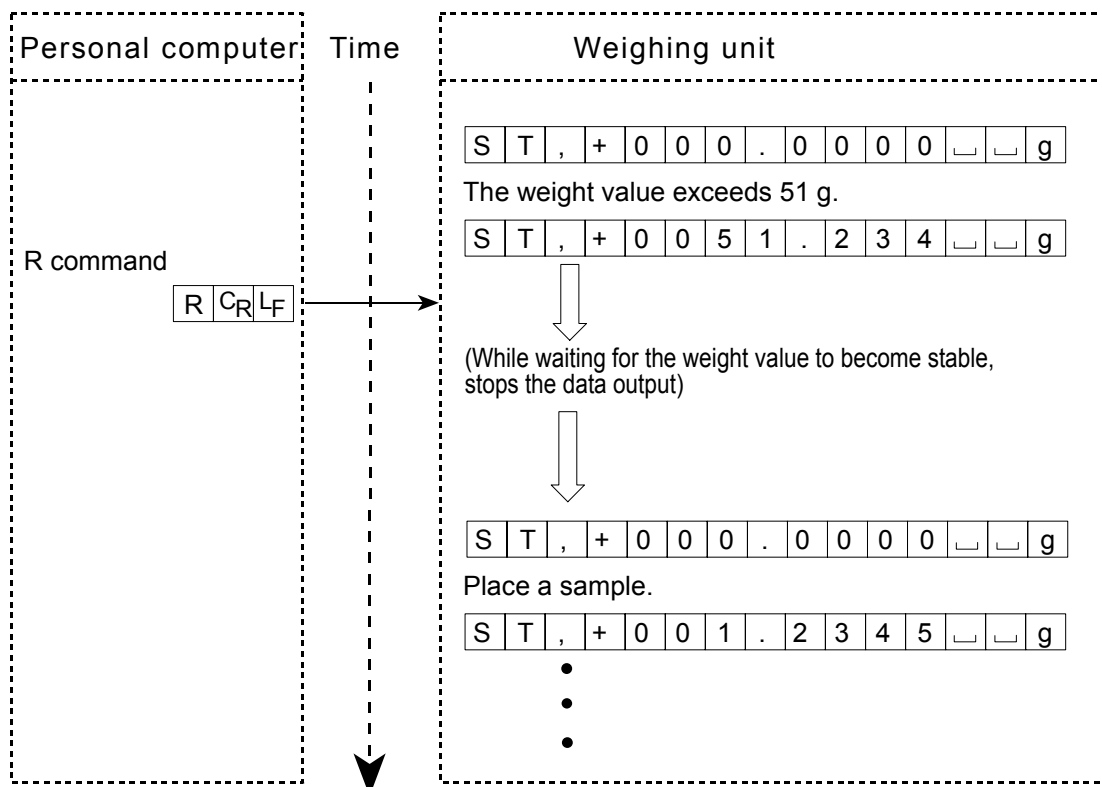 Personal computer Time Weighing unit
S T , + 0 0 0 . 0 0 0 0 ␣ ␣ g
The weight value exceeds 51 g.
S T , + 0 0 5 1 . 2 3 4 ␣ ␣ g
R command
R CR LF
(While waiting for the weight value to become stable,
stops the data output)
S T , + 0 0 0 . 0 0 0 0 ␣ ␣ g
Place a sample.
S T , + 0 0 1 . 2 3 4 5 ␣ ␣ g